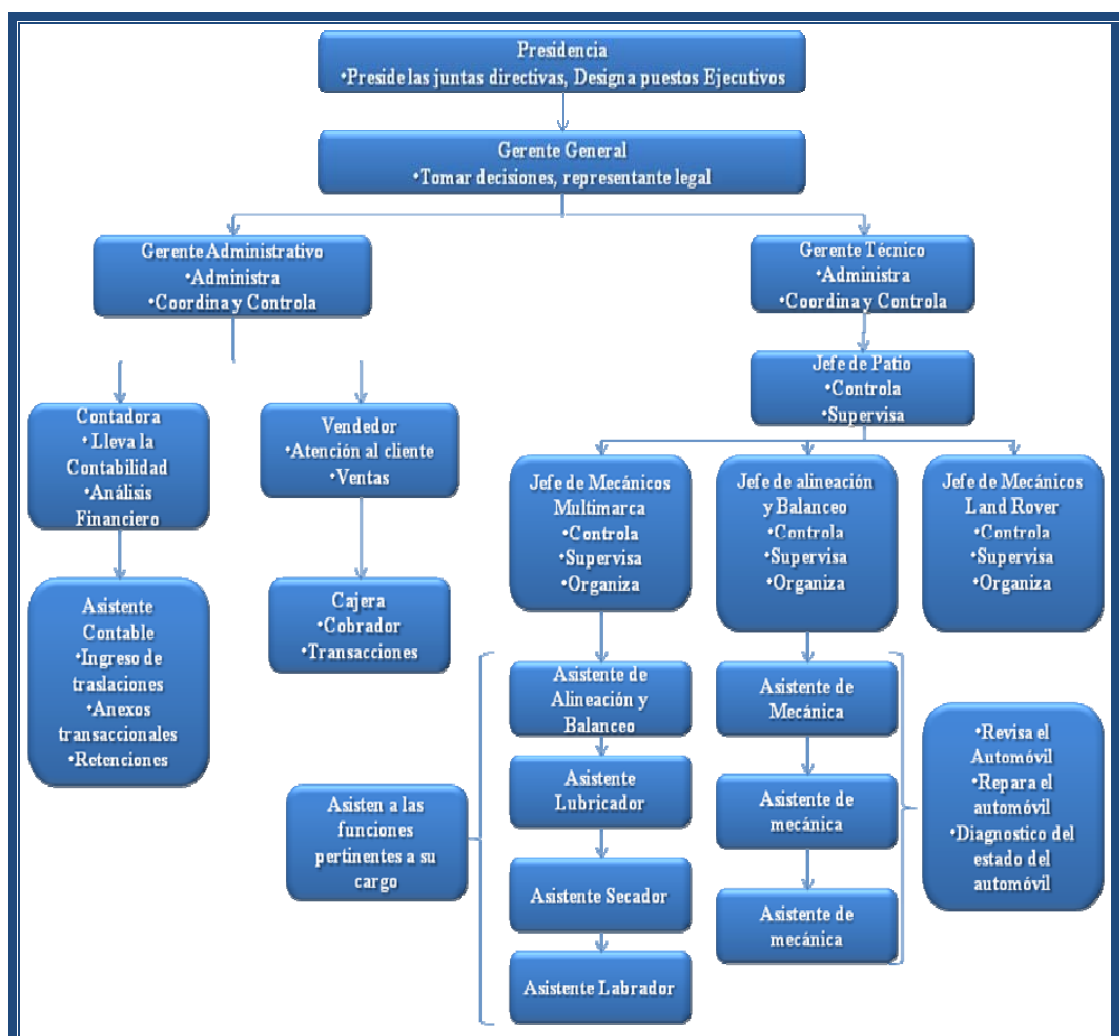 Presidencia
•Preside las juntas directivas, Designa puestos Ejecutivos
Gerente General
•Tomar decisiones, representante legal
Gerente Administrativo
•Administra
•Coordina y Controla
Gerente Técnico
•Administra
•Coordina y Controla
Jefe de Patio
•Controla
•Supervisa
Contadora
•Lleva la
Contabilidad
•Análisis
Financiero
Vendedor
•Atención al cliente
•Ventas
Jefe de Mecánicos
Multimarca
•Controla
•Supervisa
•Organiza
Jefe de alineación
y Balanceo
•Controla
•Supervisa
•Organiza
Jefe de Mecánicos
Land Rover
•Controla
•Supervisa
•Organiza
Asistente
Contable
•Ingreso de
traslaciones
•Anexos
transaccionales
•Retenciones
Cajera
•Cobrador
•Transacciones
Asistente de
Alineación y
Balanceo
Asistente
Lubricador
Asistente Secador
Asistente Labrador
Asisten a las
funciones
pertinentes a su
cargo
Asistente de
Mecánica
Asistente de
mecánica
Asistente de
mecánica
•Revisa el
Automóvil
•Repara el
automóvil
•Diagnostico del
estado del
automóvil